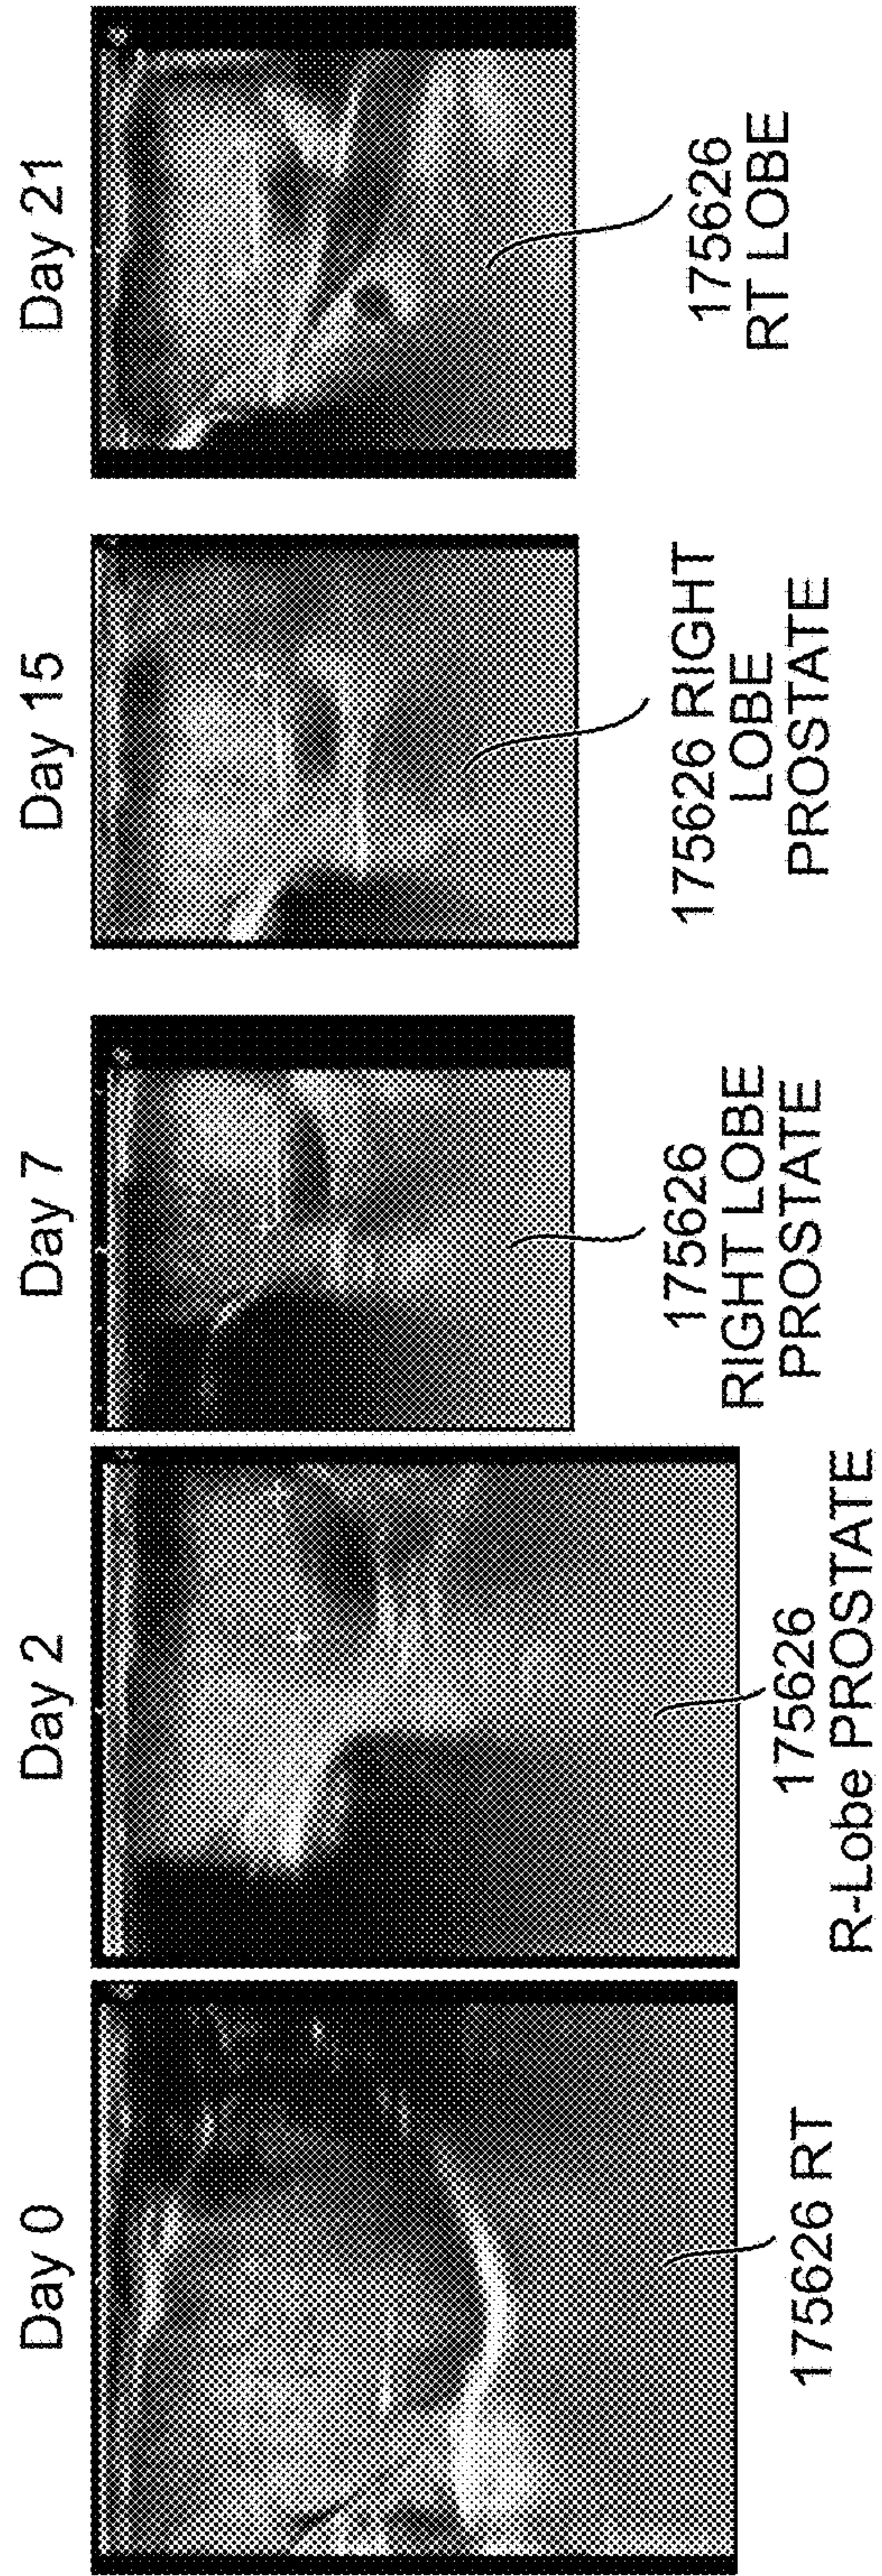 Day 0
Day 2
Day 7
Day 15
Day 21
175626 RT
175626
R-Lobe PROSTATE
175626
RIGHT LOBE
PROSTATE
175626 RIGHT
LOBE
PROSTATE
175626
RT LOBE